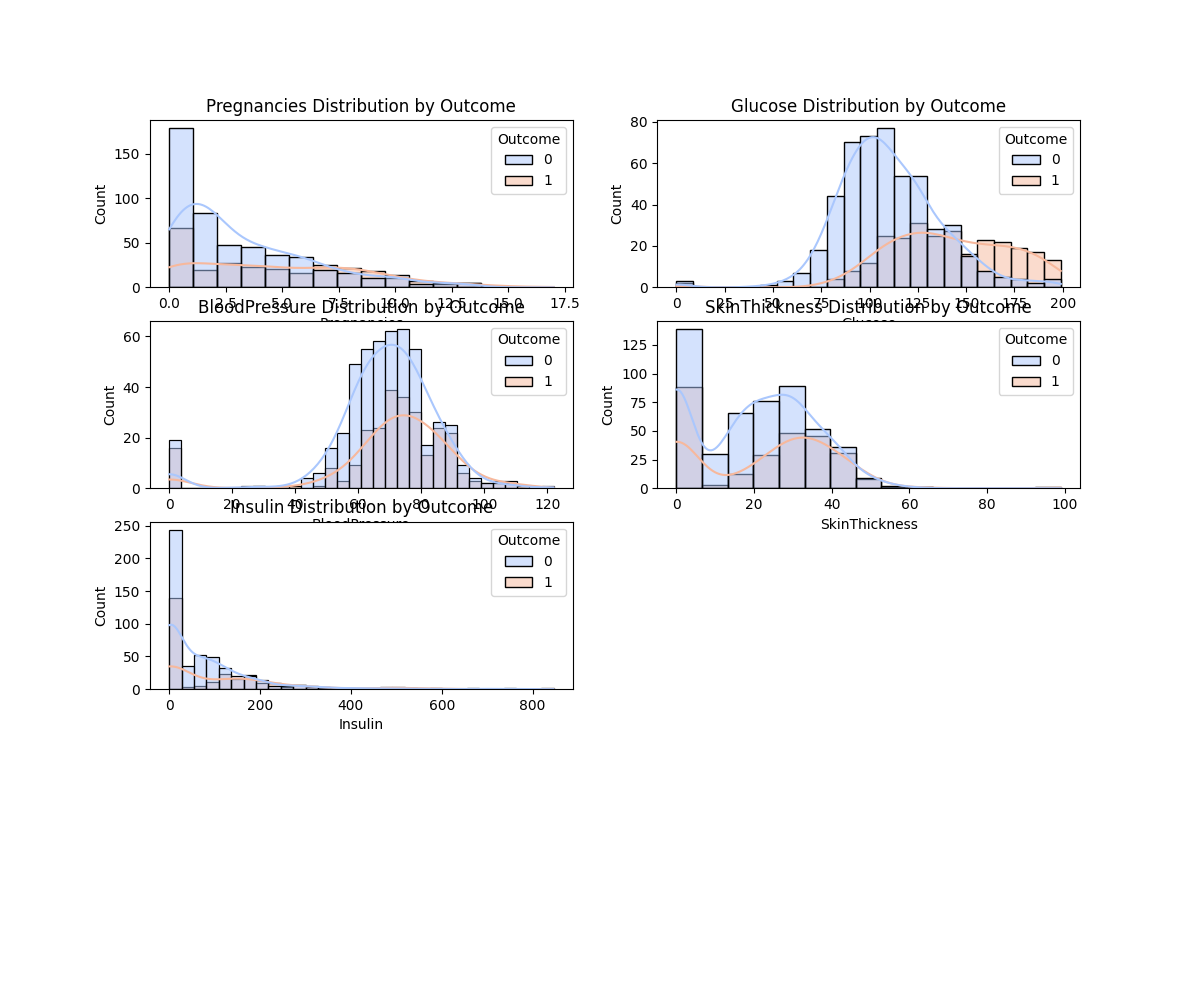 Pregnancies Distribution by Outcome
Count
0
50
100
150
0.0 2.5 5.0 7.5 10.0 12.5 15.0 17.5
Outcome
0
1
Glucose Distribution by Outcome
Count
0
20
40
60
80
0 25 50 75 100 125 150 175 200
Outcome
0
1
BloodPressure Distribution by Outcome
Count
0
20
40
60
0 20 40 60 80 100 120
Outcome
0
1
SkinThickness Distribution by Outcome
Count
0
25
50
75
100
125
0 20 40 60 80 100
SkinThickness
Outcome
0
1
Insulin Distribution by Outcome
Count
0
50
100
150
200
250
0 200 400 600 800
Insulin
Outcome
0
1